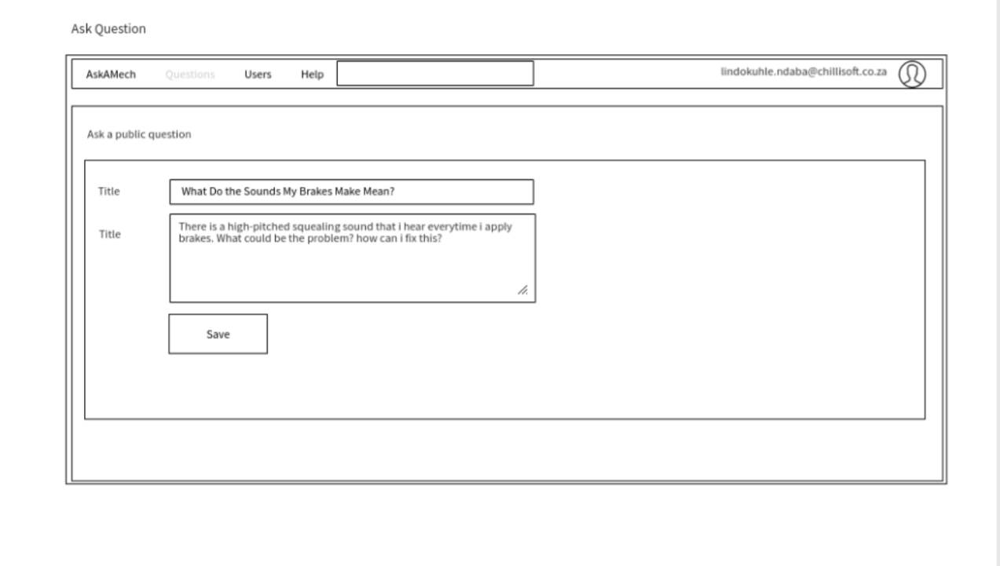 Ask Question
AskAMech Questions Users Help lindokuhle.ndaba@chillisoft.co.za
Ask a public question
Title What Do the Sounds My Brakes Make Mean?
Title There is a high-pitched squealing sound that i hear everytime i apply
brakes. What could be the problem? how can i fix this?
Save